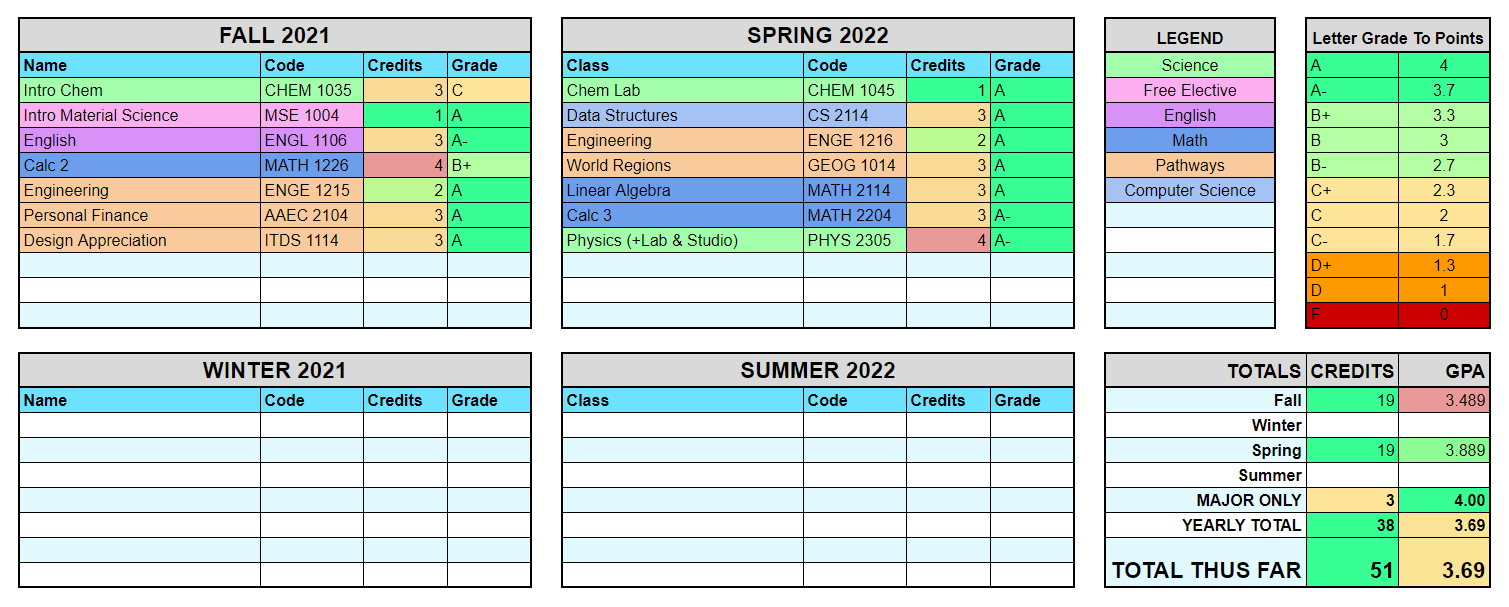 FALL 2021
Name Code Credits Grade
Intro Chem CHEM 1035 3 C
Intro Material Science MSE 1004 1 A
English ENGL 1106 3 A-
Calc 2 MATH 1226 4 B+
Engineering ENGE 1215 2 A
Personal Finance AAEC 2104 3 A
Design Appreciation ITDS 1114 3 A
SPRING 2022
Class Code Credits Grade
Chem Lab CHEM 1045 1 A
Data Structures CS 2114 3 A
Engineering ENGE 1216 2 A
World Regions GEOG 1014 3 A
Linear Algebra MATH 2114 3 A
Calc 3 MATH 2204 3 A-
Physics (+Lab & Studio) PHYS 2305 4 A-
LEGEND
Science
Free Elective
English
Math
Pathways
Computer Science
Letter Grade To Points
A 4
A- 3.7
B+ 3.3
B 3
B- 2.7
C+ 2.3
C 2
C- 1.7
D+ 1.3
D 1
F 0
WINTER 2021
Name Code Credits Grade
SUMMER 2022
Class Code Credits Grade
TOTALS CREDITS GPA
Fall 19 3.489
Winter
Spring 19 3.889
Summer
MAJOR ONLY 3 4.00
YEARLY TOTAL 38 3.69
TOTAL THUS FAR 51 3.69